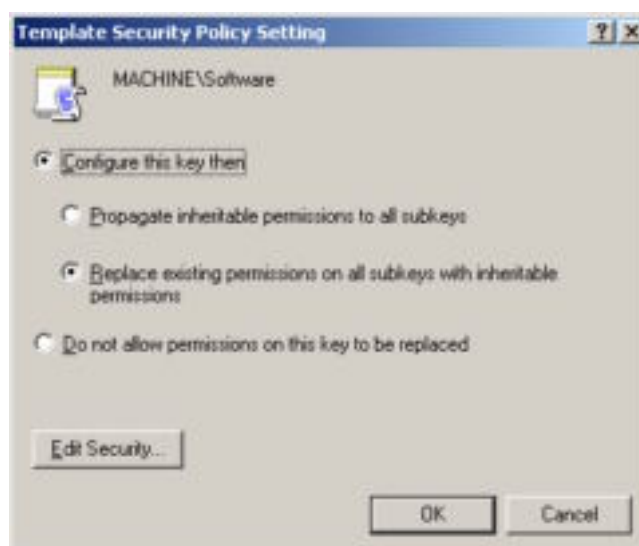 Template Security Policy Setting
MACHINE\Software
Configure this key then
Propagate inheritable permissions to all subkeys
Replace existing permissions on all subkeys with inheritable
permissions
Do not allow permissions on this key to be replaced
Edit Security...
OK
Cancel